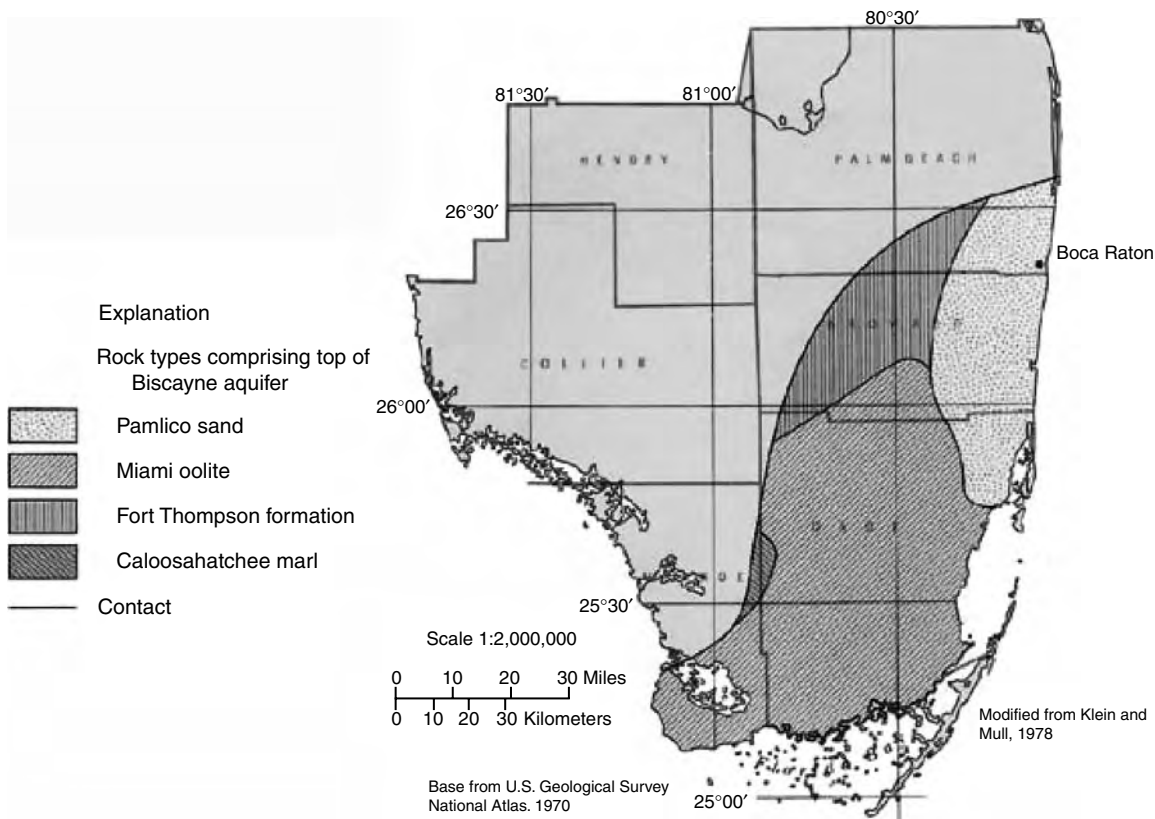 80°30′
81°30′
81°00′
HENDRY
PALM BEACH
26°30′
Boca Raton
Explanation
Rock types comprising top of
Biscayne aquifer
BROWARD
COLLIER
26°00′
Pamlico sand
Miami oolite
Fort Thompson formation
DADE
Caloosahatchee marl
MONROE
Contact
25°30′
Scale 1:2,000,000
0 10 20 30 Miles
0 10 20 30 Kilometers
Modified from Klein and
Mull, 1978
Base from U.S. Geological Survey
National Atlas. 1970
25°00′